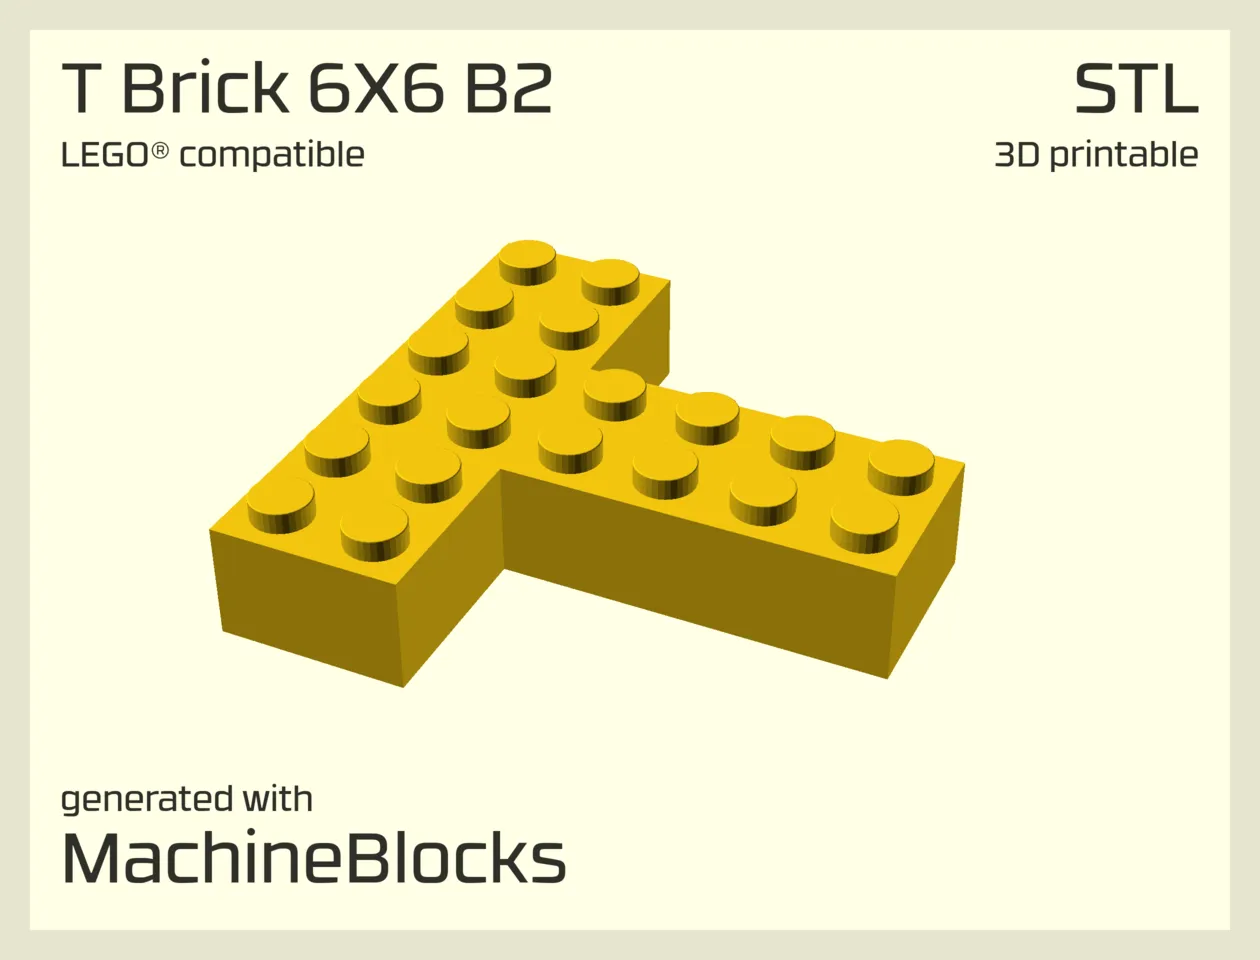 T Brick 6X6 B2
LEGO® compatible
STL
3D printable
generated with
MachineBlocks